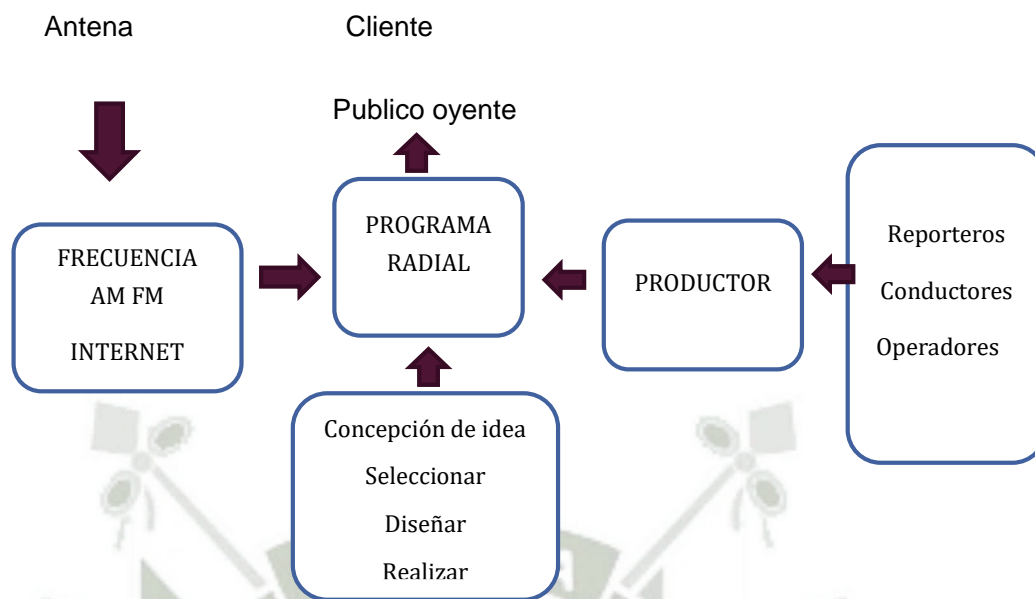 Antena
Cliente
Publico oyente
FRECUENCIA
AM FM
INTERNET
PROGRAMA
RADIAL
PRODUCTOR
Reporteros
Conductores
Operadores
Concepción de idea
Seleccionar
Diseñar
Realizar